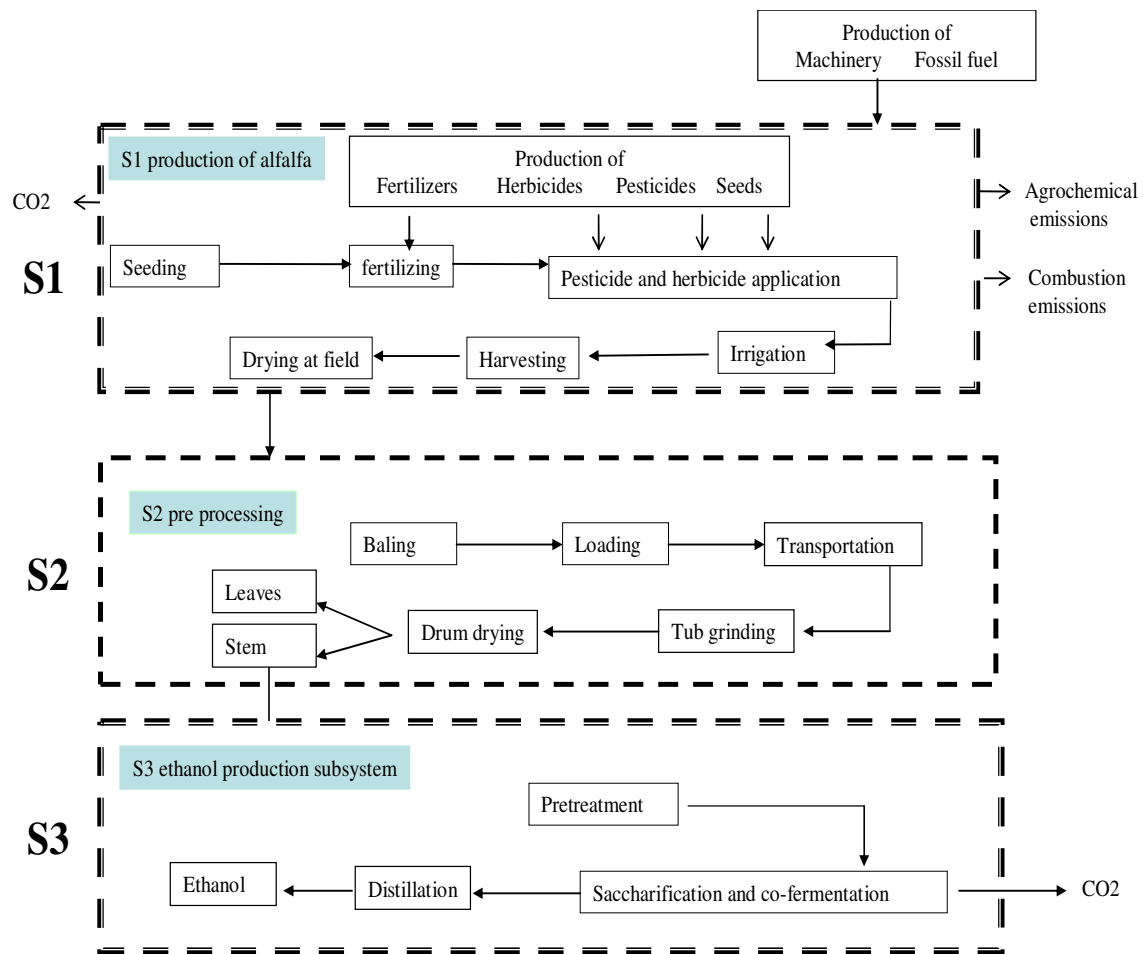 Production of
Machinery Fossil fuel
S1 production of alfalfa
Production of
Fertilizers Herbicides Pesticides Seeds
CO2
Agrochemical
emissions
S1
Seeding
fertilizing
Pesticide and herbicide application
Combustion
emissions
Drying at field
Harvesting
Irrigation
S2 pre processing
S2
Baling
Loading
Transportation
Leaves
Stem
Drum drying
Tub grinding
S3 ethanol production subsystem
S3
Pretreatment
Ethanol
Distillation
Saccharification and co-fermentation
CO2